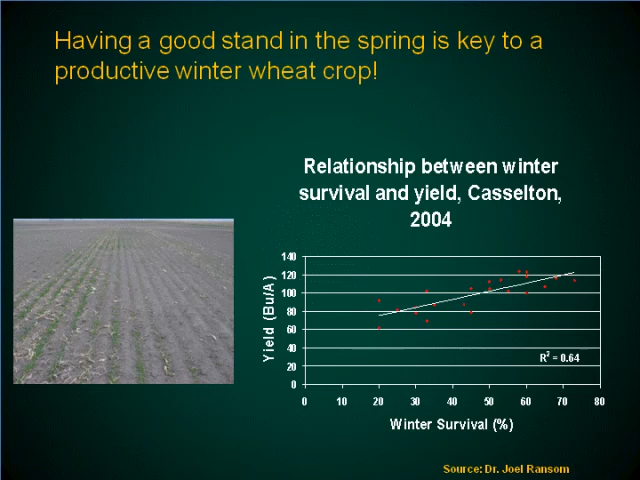 Having a good stand in the spring is key to a
productive winter wheat crop!
Relationship between winter
survival and yield, Casselton,
2004
Yield (Bu/A)
140
120
100
80
60
40
20
0
R² = 0.64
0 10 20 30 40 50 60 70 80
Winter Survival (%)
Source: Dr. Joel Ransom